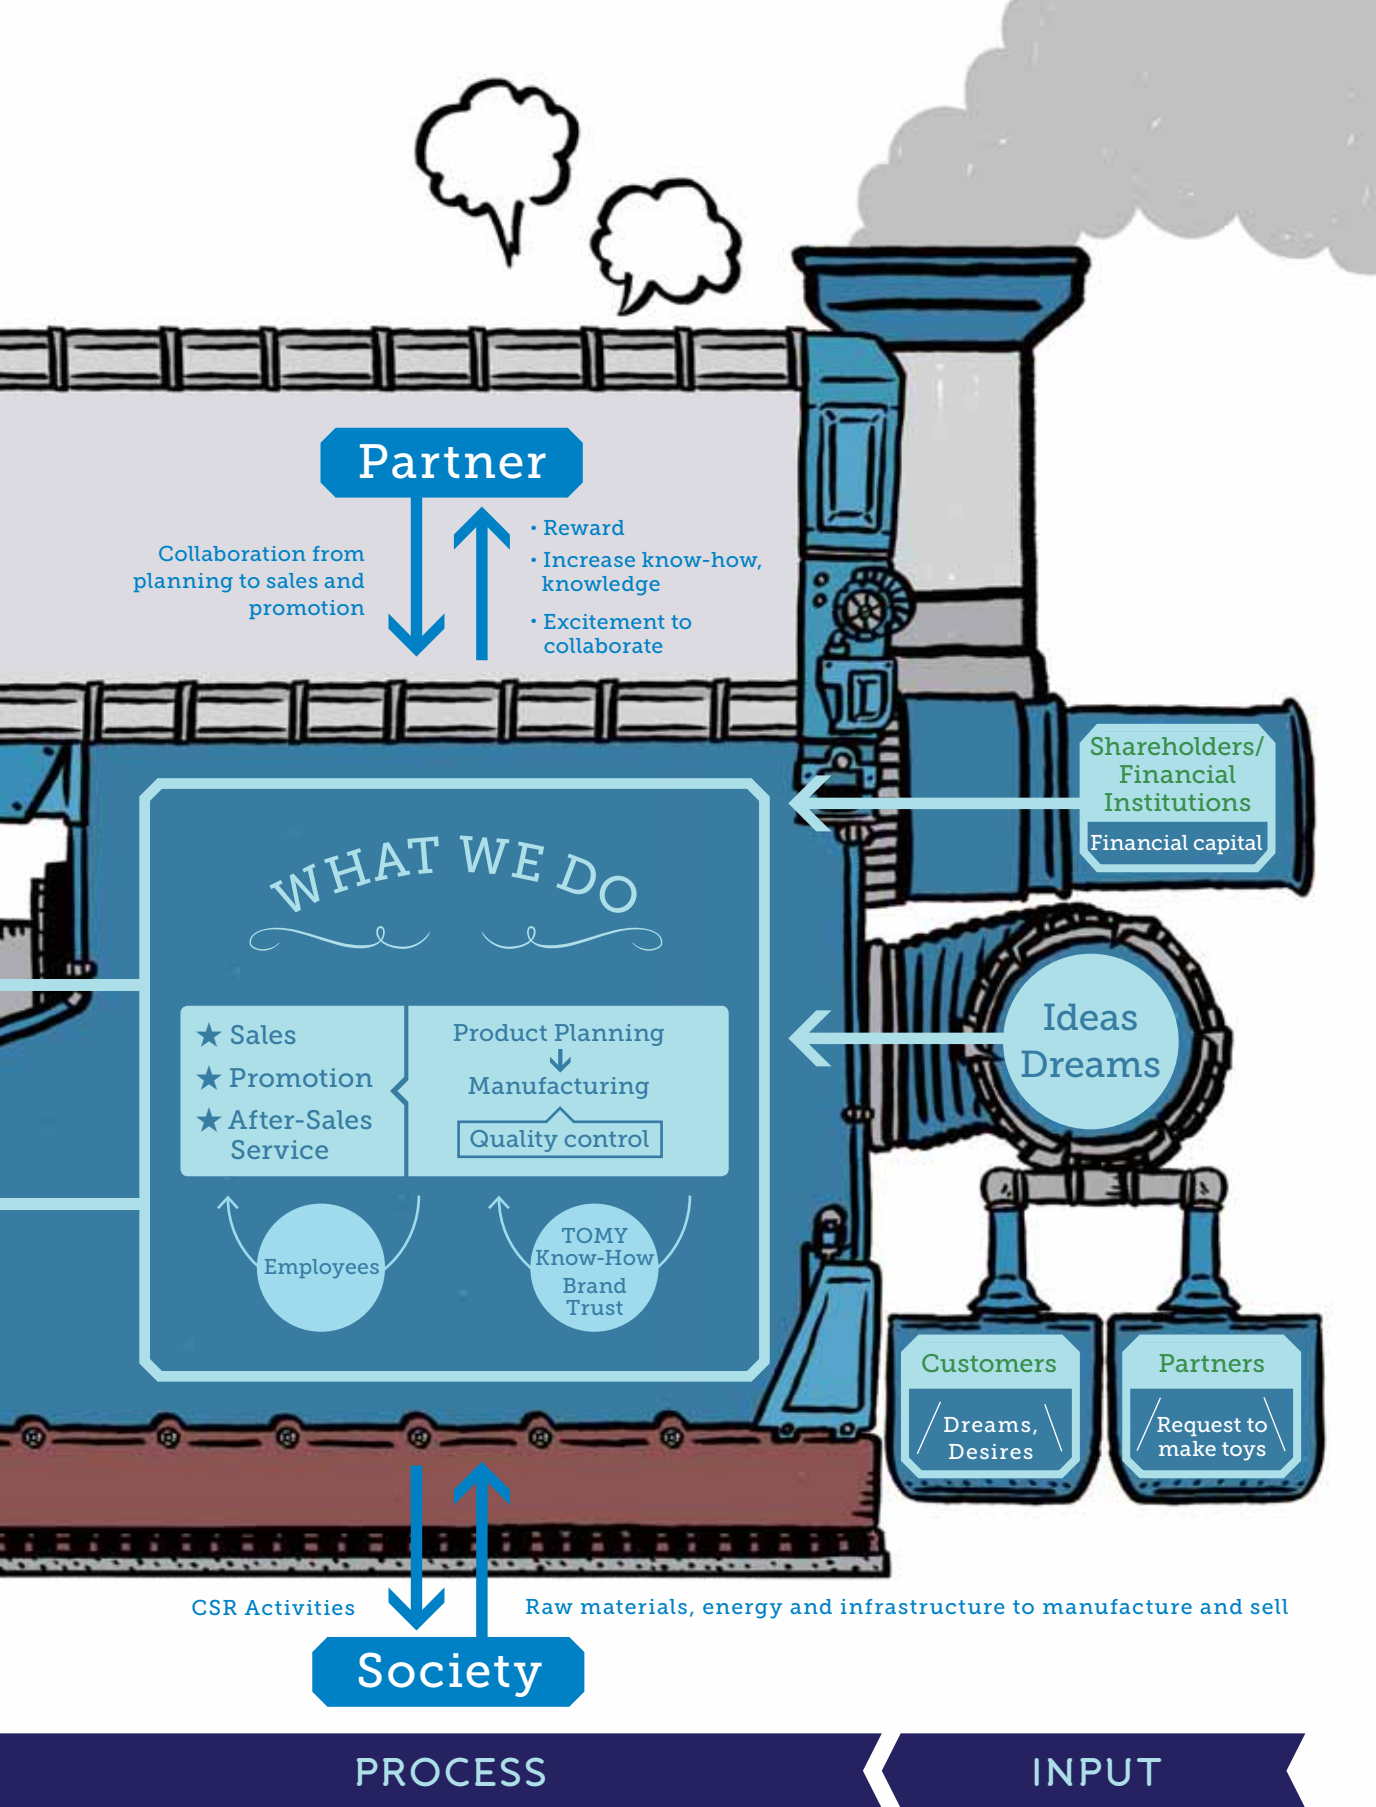 Partner
Collaboration from
planning to sales and
promotion
• Reward
• Increase know-how,
knowledge
• Excitement to
collaborate
Shareholders/
Financial
Institutions
Financial capital
WHAT WE DO
★ Sales
★ Promotion
★ After-Sales
Service
Product Planning
Manufacturing
Quality control
Ideas
Dreams
Employees
TOMY
Know-How
Brand
Trust
Customers
Dreams,
Desires
Partners
Request to
make toys
CSR Activities
Raw materials, energy and infrastructure to manufacture and sell
Society
PROCESS
INPUT